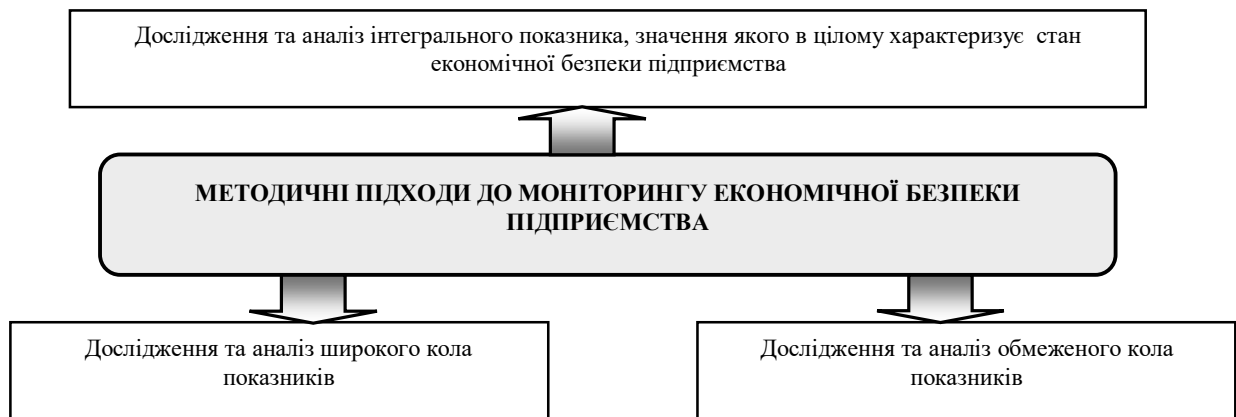 Дослідження та аналіз інтегрального показника, значення якого в цілому характеризує стан
економічної безпеки підприємства
МЕТОДИЧНІ ПІДХОДИ ДО МОНІТОРИНГУ ЕКОНОМІЧНОЇ БЕЗПЕКИ
ПІДПРИЄМСТВА
Дослідження та аналіз широкого кола
показників
Дослідження та аналіз обмеженого кола
показників